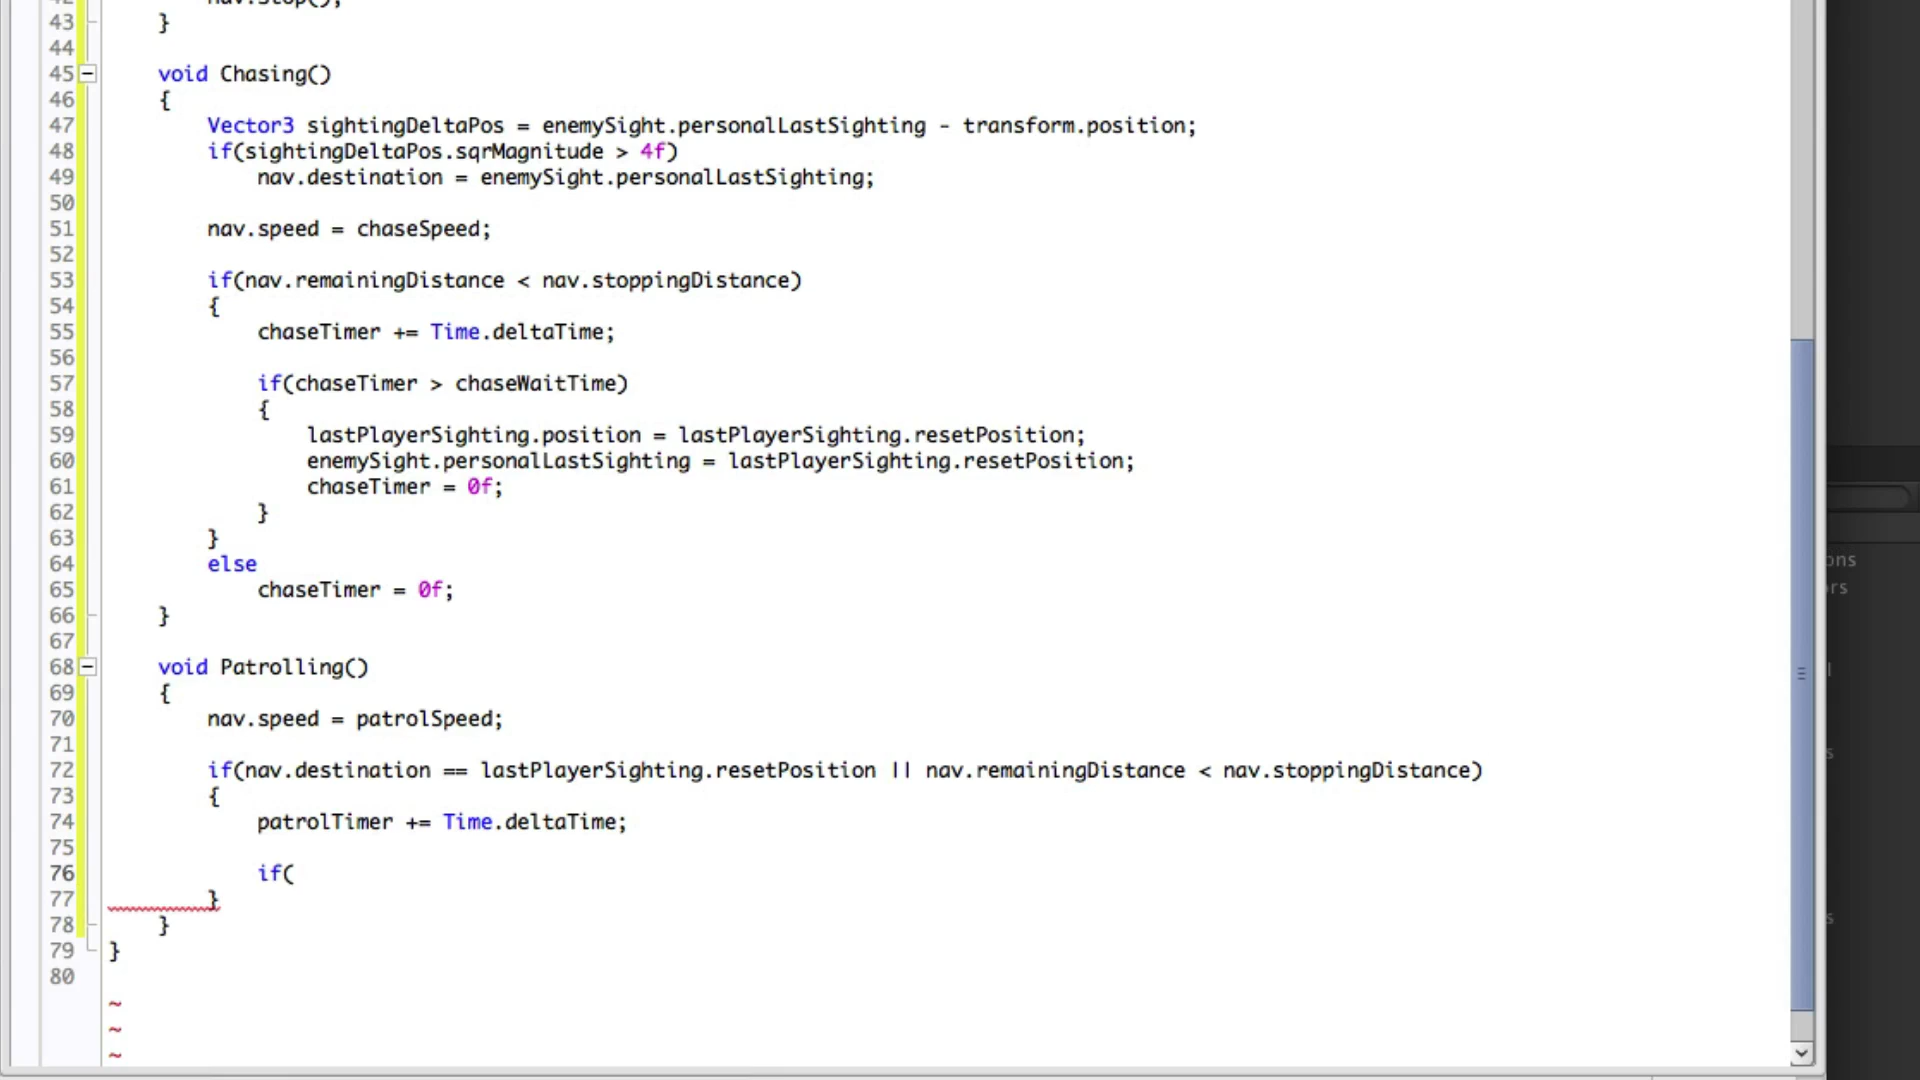 42 nav.Stop();
43 }
44
45 void Chasing()
46 {
47 Vector3 sightingDeltaPos = enemySight.personalLastSighting - transform.position;
48 if(sightingDeltaPos.sqrMagnitude > 4f)
49 nav.destination = enemySight.personalLastSighting;
50
51 nav.speed = chaseSpeed;
52
53 if(nav.remainingDistance < nav.stoppingDistance)
54 {
55 chaseTimer += Time.deltaTime;
56
57 if(chaseTimer > chaseWaitTime)
58 {
59 lastPlayerSighting.position = lastPlayerSighting.resetPosition;
60 enemySight.personalLastSighting = lastPlayerSighting.resetPosition;
61 chaseTimer = 0f;
62 }
63 }
64 else
65 chaseTimer = 0f;
66 }
67
68 void Patrolling()
69 {
70 nav.speed = patrolSpeed;
71
72 if(nav.destination == lastPlayerSighting.resetPosition || nav.remainingDistance < nav.stoppingDistance)
73 {
74 patrolTimer += Time.deltaTime;
75
76 if(
77 }
78 }
79 }
80
~
~
~
ons
rs
s
s